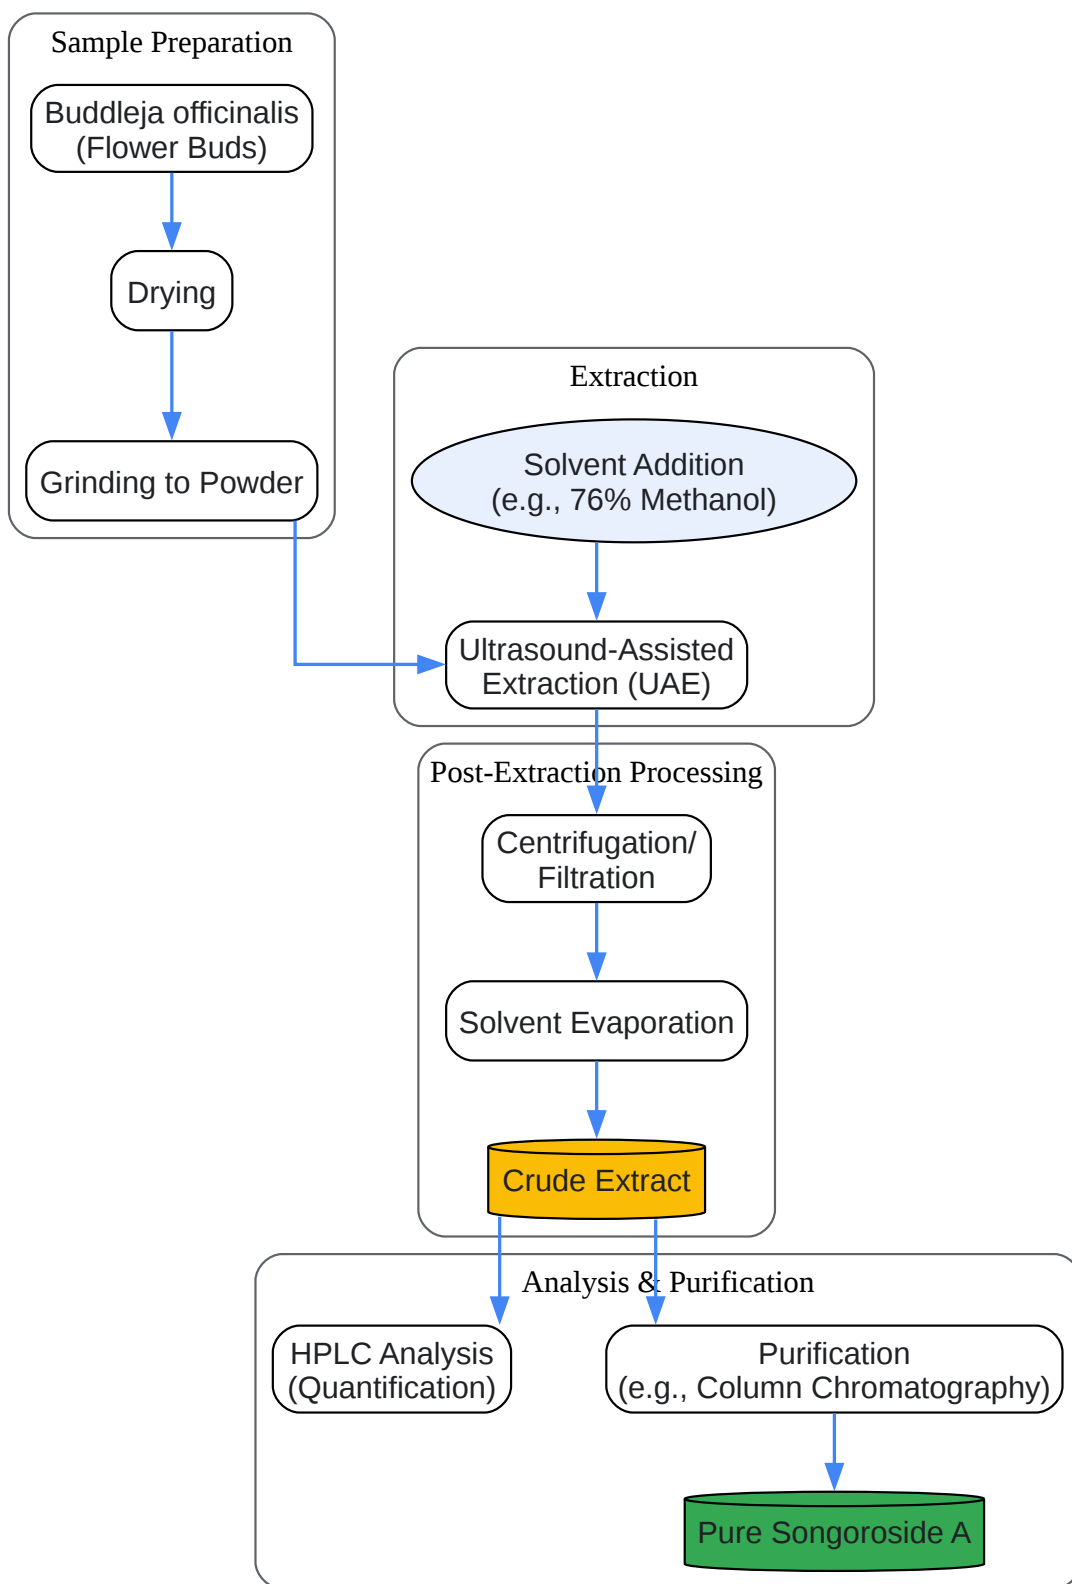 Sample Preparation
Buddleja officinalis
(Flower Buds)
Drying
Grinding to Powder
Extraction
Solvent Addition
(e.g., 76% Methanol)
Ultrasound-Assisted
Extraction (UAE)
Post-Extraction Processing
Centrifugation/
Filtration
Solvent Evaporation
Crude Extract
Analysis & Purification
HPLC Analysis
(Quantification)
Purification
(e.g., Column Chromatography)
Pure Songoroside A